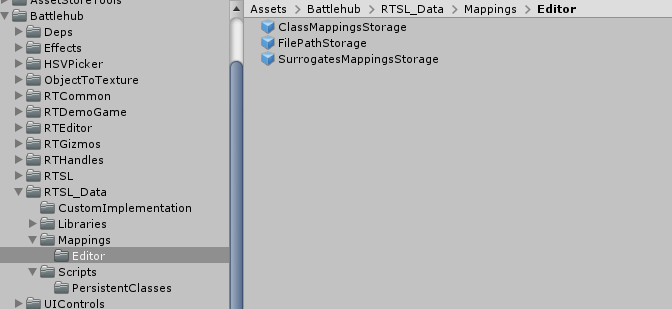 AssetStoreTools
Battlehub
Deps
Effects
HSVPicker
ObjectToTexture
RTCommon
RTDemoGame
RTEditor
RTGizmos
RTHandles
RTSL
RTSL_Data
CustomImplementation
Libraries
Mappings
Editor
Scripts
PersistentClasses
UIControls
Assets > Battlehub > RTSL_Data > Mappings > Editor
ClassMappingsStorage
FilePathStorage
SurrogatesMappingsStorage